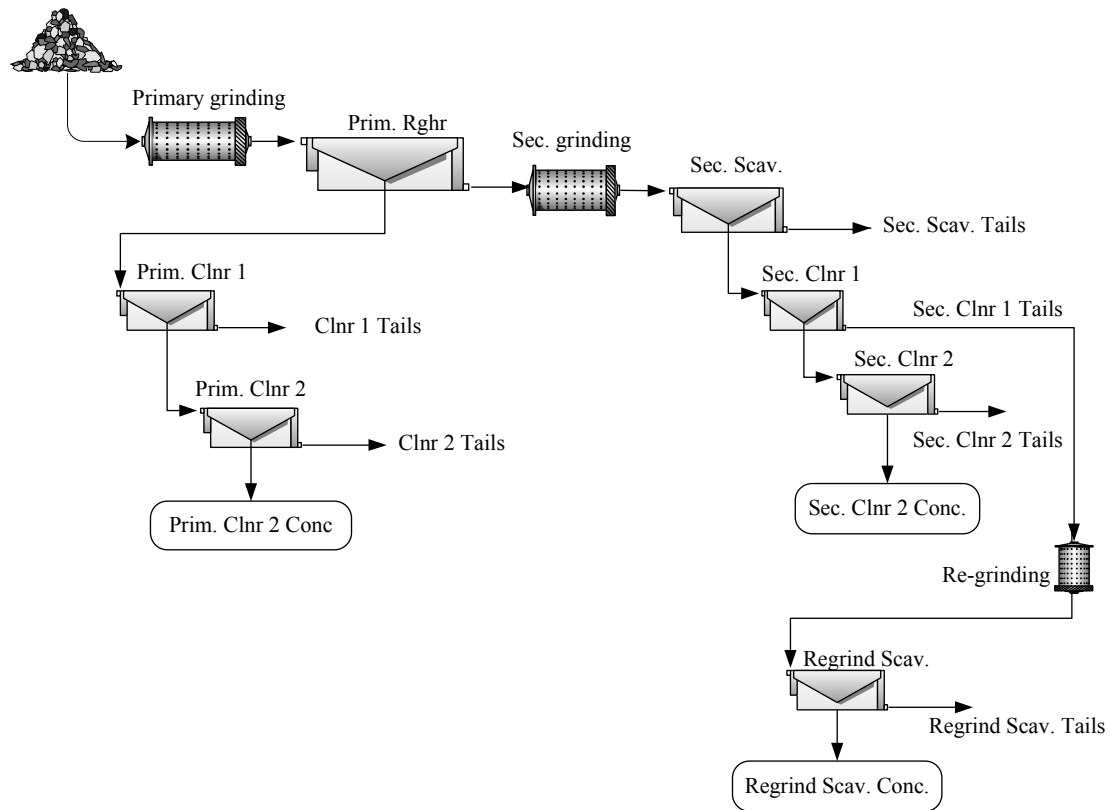 Primary grinding
Prim. Rghr
Sec. grinding
Sec. Scav.
Sec. Scav. Tails
Prim. Clnr 1
Sec. Clnr 1
Clnr 1 Tails
Sec. Clnr 1 Tails
Sec. Clnr 2
Prim. Clnr 2
Clnr 2 Tails
Sec. Clnr 2 Tails
Prim. Clnr 2 Conc
Sec. Clnr 2 Conc.
Re-grinding
Regrind Scav.
Regrind Scav. Tails
Regrind Scav. Conc.